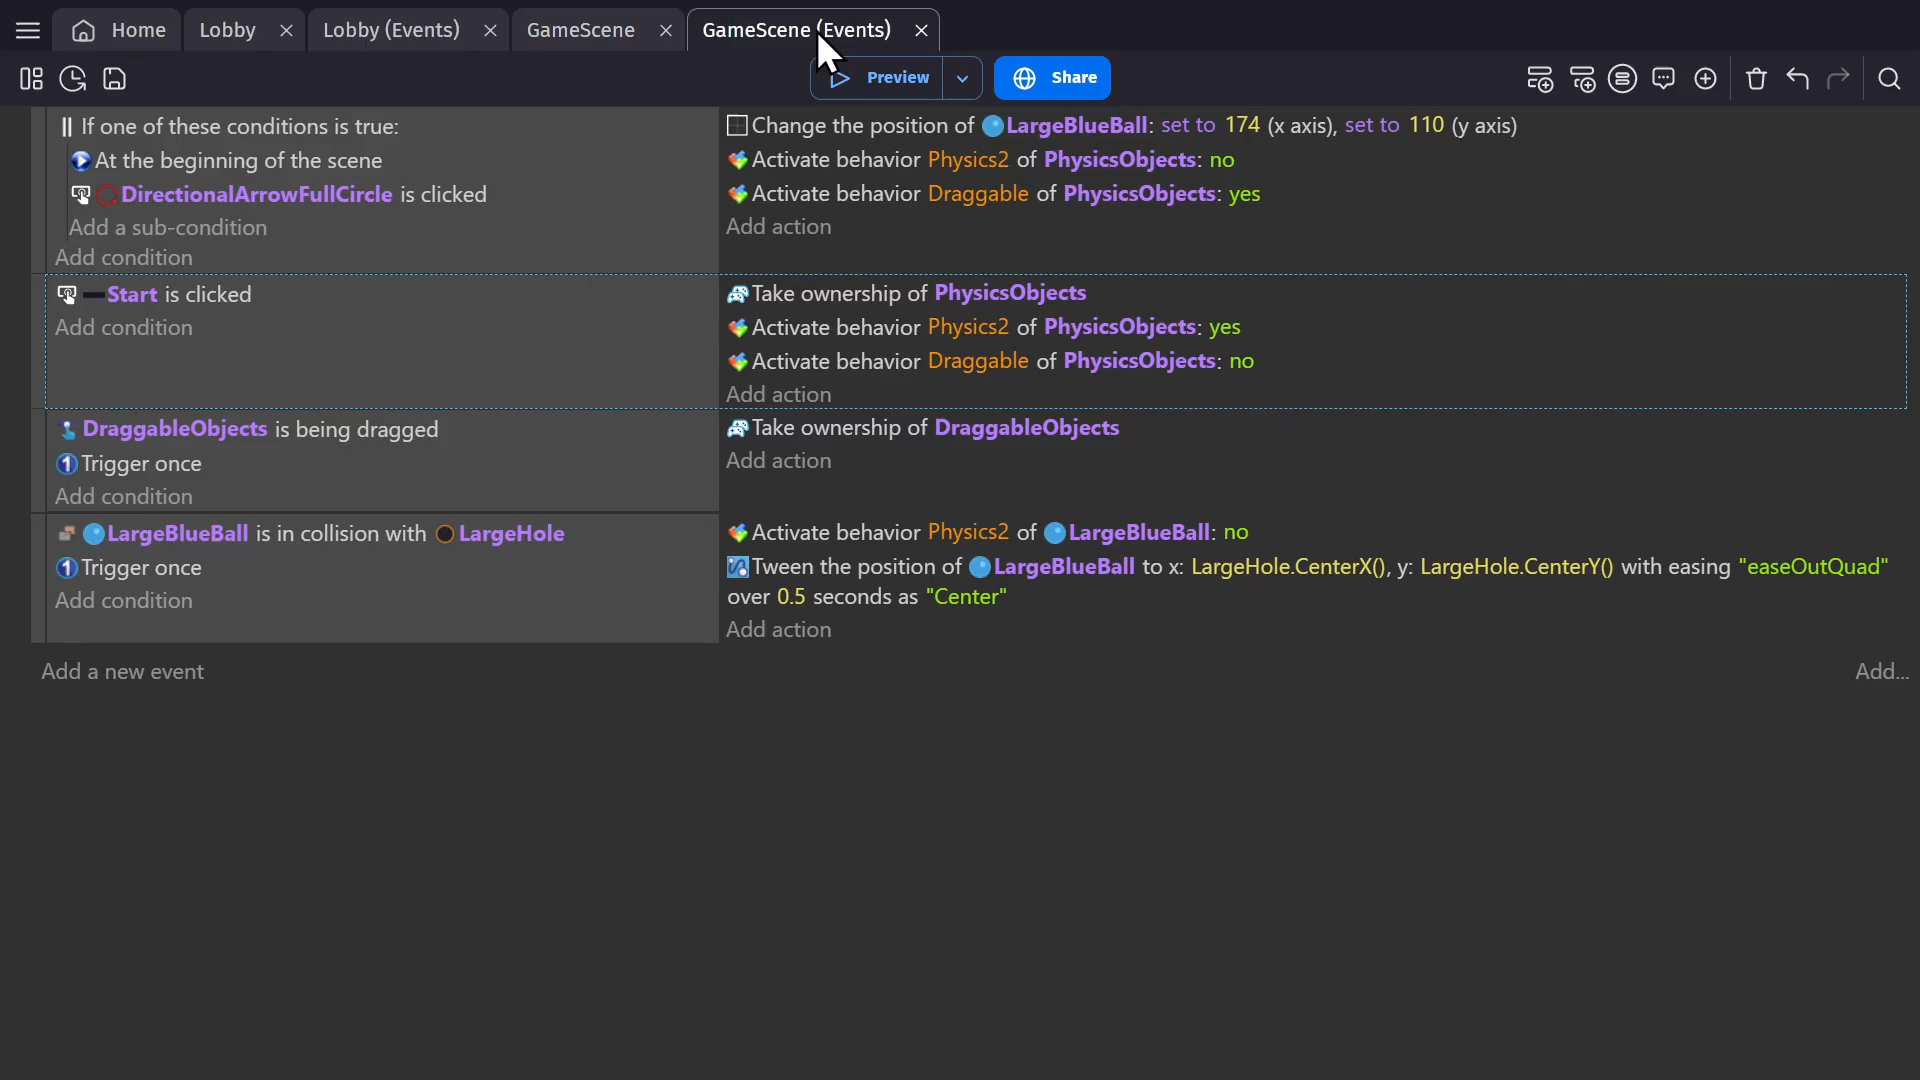 Home
Lobby
Lobby (Events)
GameScene
GameScene (Events)
Preview
Share
If one of these conditions is true:
At the beginning of the scene
DirectionalArrowFullCircle is clicked
Add a sub-condition
Add condition
Change the position of LargeBlueBall: set to 174 (x axis), set to 110 (y axis)
Activate behavior Physics2 of PhysicsObjects: no
Activate behavior Draggable of PhysicsObjects: yes
Add action
Start is clicked
Add condition
Take ownership of PhysicsObjects
Activate behavior Physics2 of PhysicsObjects: yes
Activate behavior Draggable of PhysicsObjects: no
Add action
DraggableObjects is being dragged
Trigger once
Add condition
Take ownership of DraggableObjects
Add action
LargeBlueBall is in collision with LargeHole
Trigger once
Add condition
Activate behavior Physics2 of LargeBlueBall: no
Tween the position of LargeBlueBall to x: LargeHole.CenterX(), y: LargeHole.CenterY() with easing "easeOutQuad"
over 0.5 seconds as "Center"
Add action
Add a new event
Add...